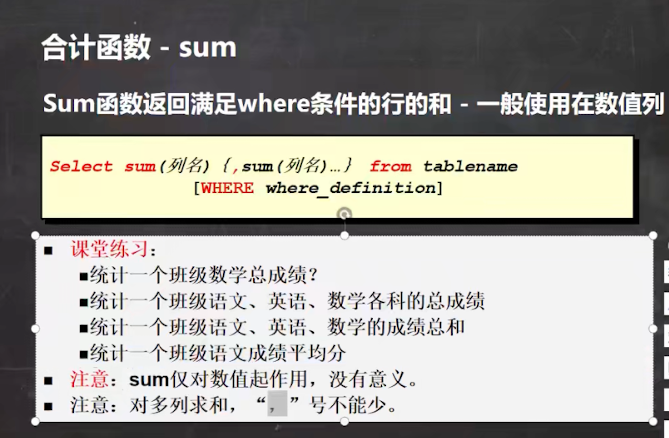 合计函数 - sum
Sum函数返回满足where条件的行的和 - 一般使用在数值列
Select sum(列名)｛,sum(列名)…｝ from tablename
[WHERE where_definition]
■ 课堂练习：
■统计一个班级数学总成绩？
■统计一个班级语文、英语、数学各科的总成绩
■统计一个班级语文、英语、数学的成绩总和
■统计一个班级语文成绩平均分
■ 注意：sum仅对数值起作用，没有意义。
■ 注意：对多列求和，“，”号不能少。